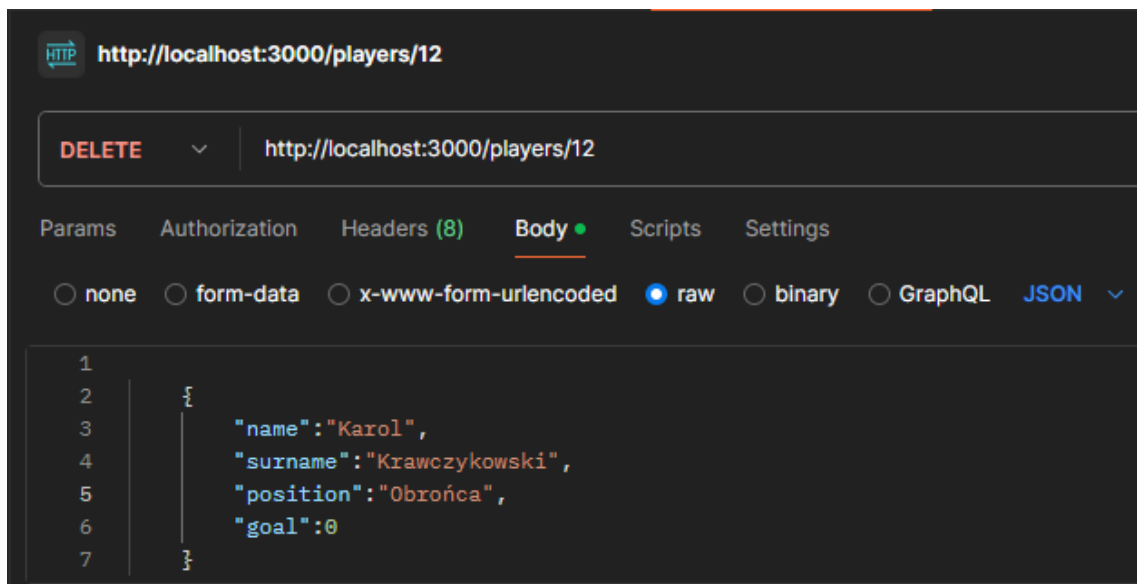 HTTP http://localhost:3000/players/12
DELETE http://localhost:3000/players/12
Params Authorization Headers (8) Body Scripts Settings
none form-data x-www-form-urlencoded raw binary GraphQL JSON
1
2 {
3 "name":"Karol",
4 "surname":"Krawczykowski",
5 "position":"Obrońca",
6 "goal":0
7 }